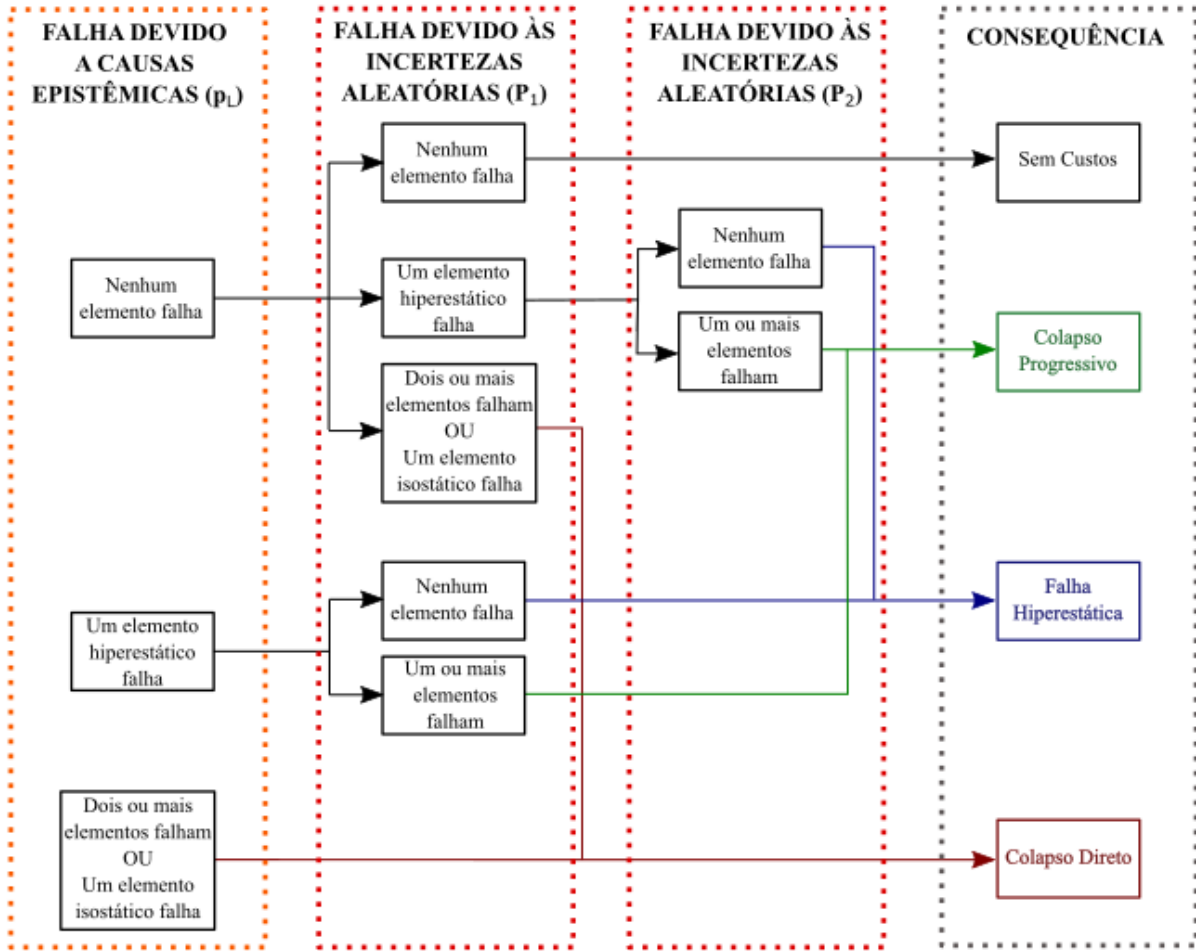 FALHA DEVIDO
A CAUSAS
EPISTÊMICAS (pL)
Nenhum
elemento falha
Um elemento
hiperestático
falha
Dois ou mais
elementos falham
OU
Um elemento
isostático falha
FALHA DEVIDO ÀS
INCERTEZAS
ALEATÓRIAS (P1)
Nenhum
elemento falha
Um elemento
hiperestático
falha
Dois ou mais
elementos falham
OU
Um elemento
isostático falha
Nenhum
elemento falha
Um ou mais
elementos
falham
FALHA DEVIDO ÀS
INCERTEZAS
ALEATÓRIAS (P2)
Nenhum
elemento falha
Um ou mais
elementos
falham
CONSEQUÊNCIA
Sem Custos
Colapso
Progressivo
Falha
Hiperestática
Colapso Direto